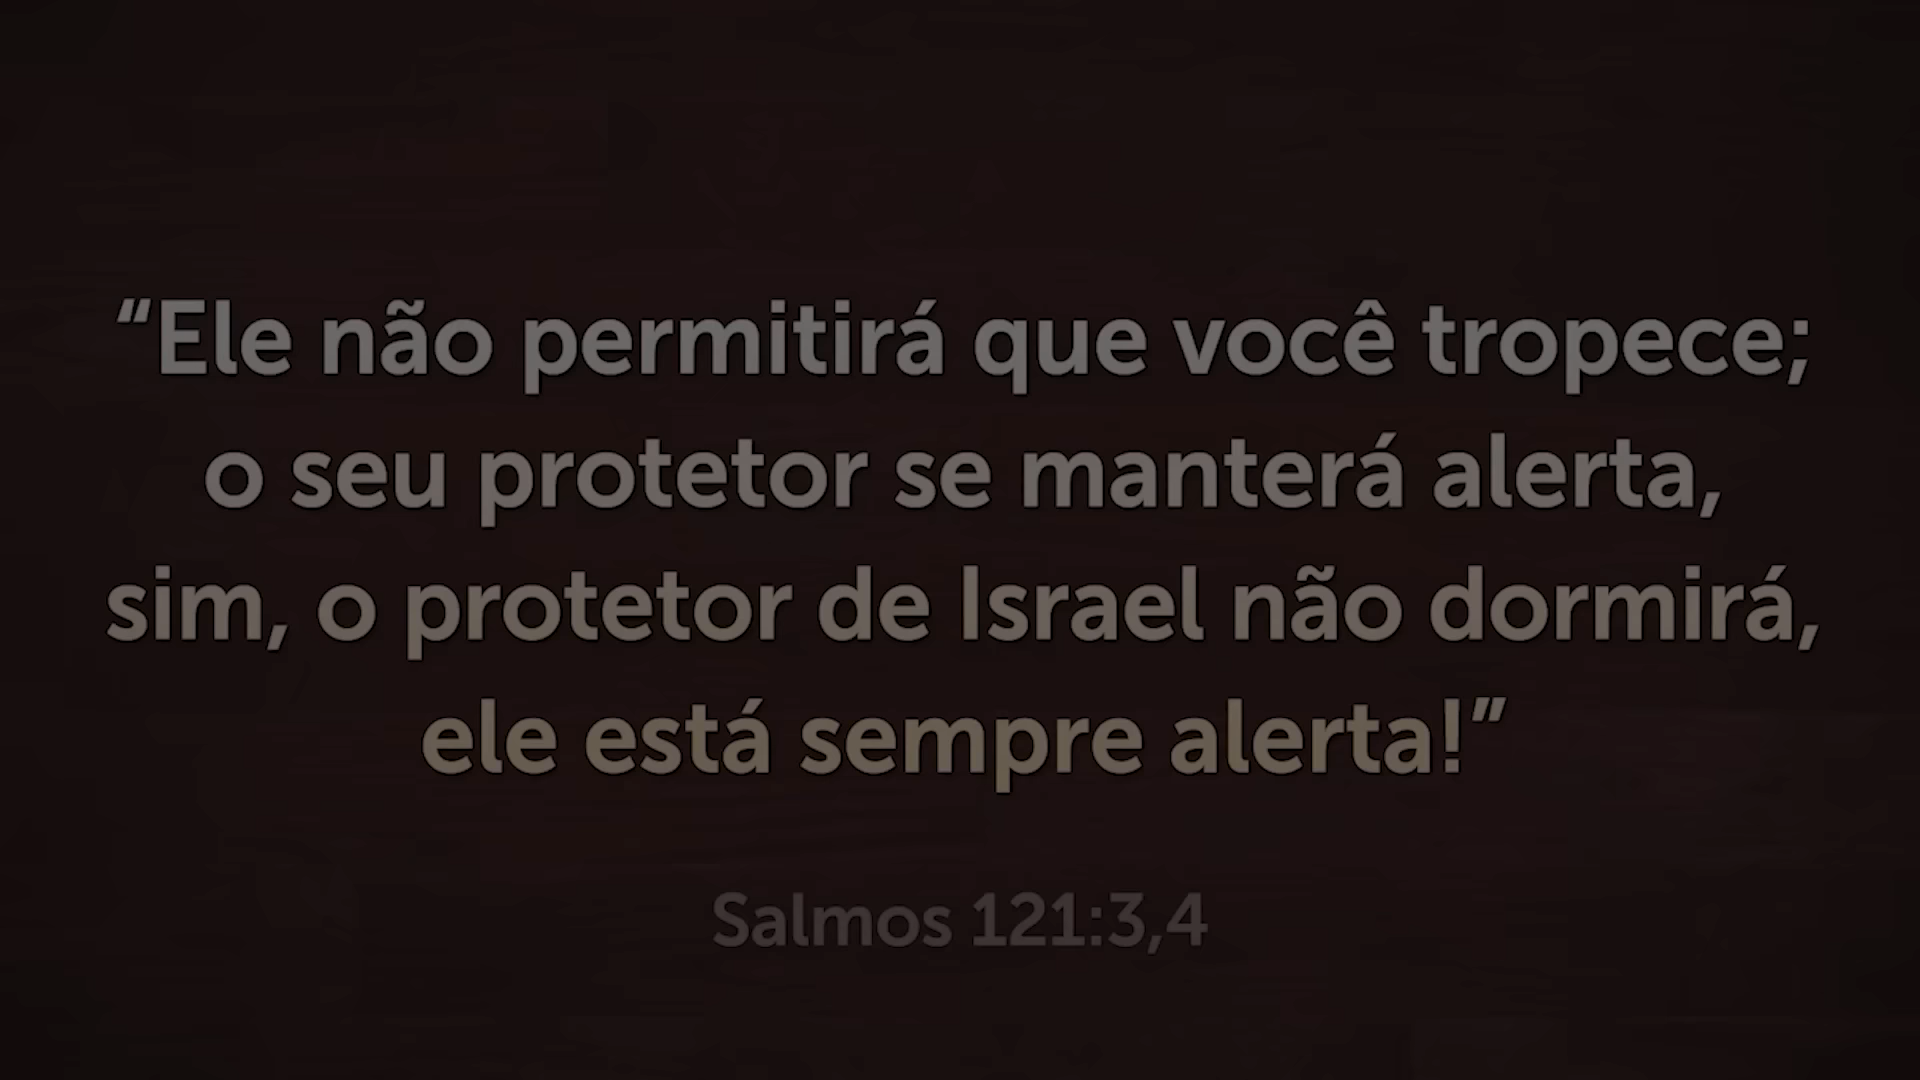 “Ele não permitirá que você tropece;
o seu protetor se manterá alerta,
sim, o protetor de Israel não dormirá,
ele está sempre alerta!”
Salmos 121:3,4